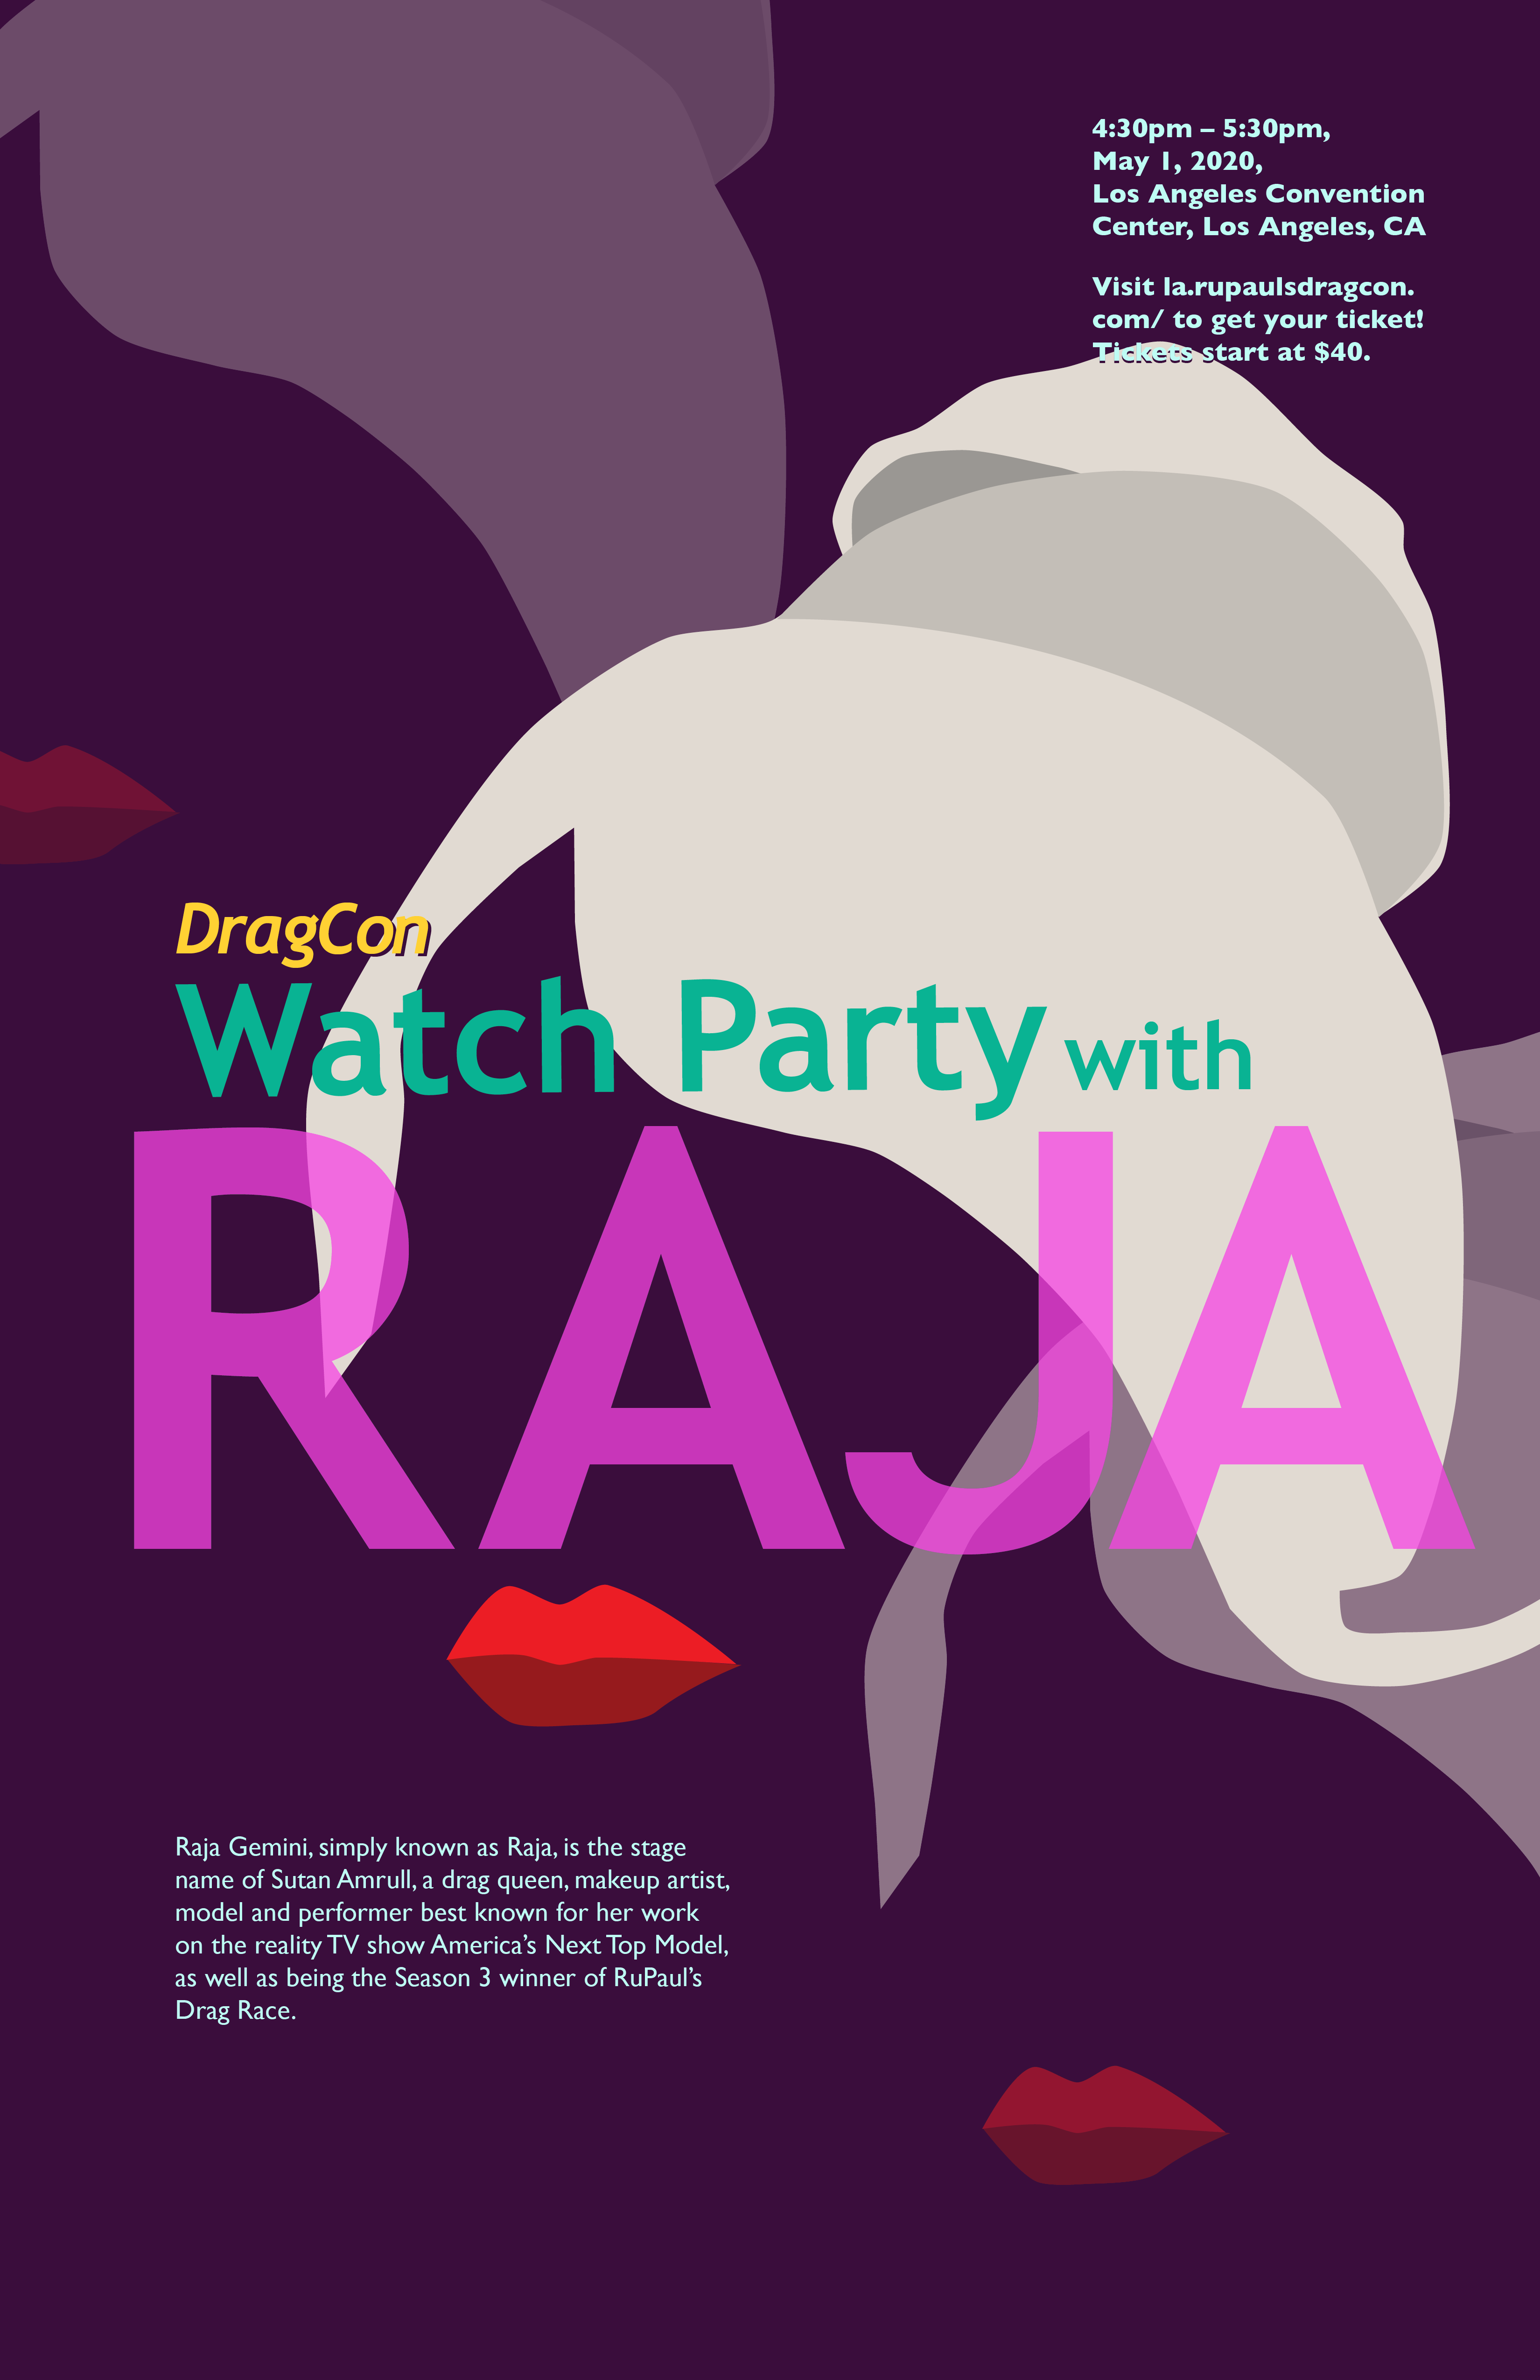 4:30pm – 5:30pm,
May 1, 2020,
Los Angeles Convention
Center, Los Angeles, CA
Visit la.rupaulsdragcon.
com/ to get your ticket!
Tickets start at $40.
DragCon
Watch Party with
RAJA
Raja Gemini, simply known as Raja, is the stage
name of Sutan Amrull, a drag queen, makeup artist,
model and performer best known for her work
on the reality TV show America’s Next Top Model,
as well as being the Season 3 winner of RuPaul’s
Drag Race.